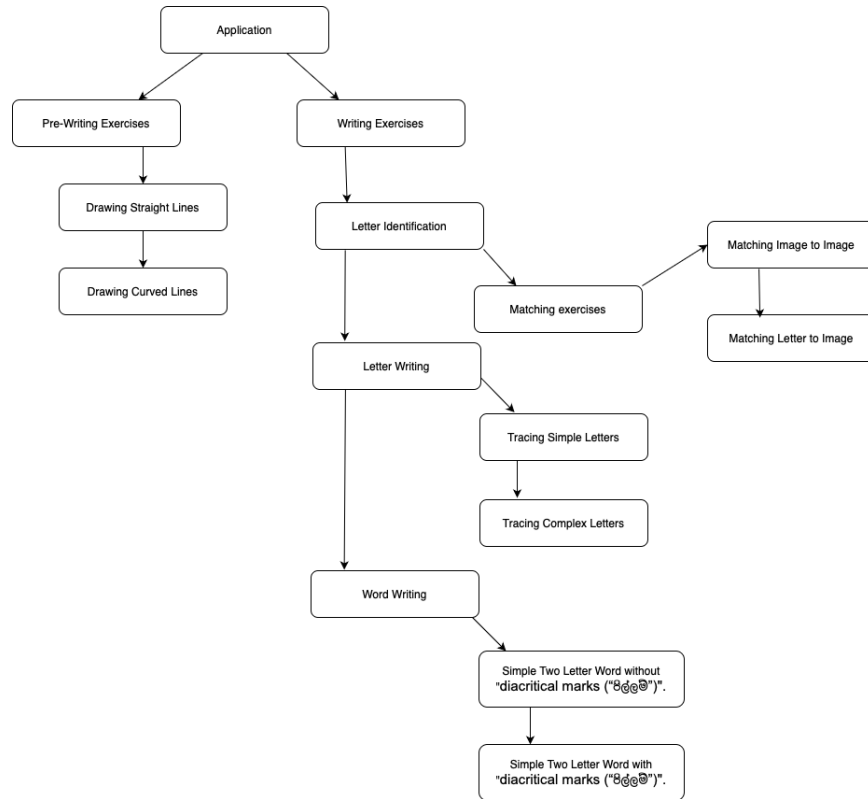 Application
Pre-Writing Exercises
Writing Exercises
Drawing Straight Lines
Drawing Curved Lines
Letter Identification
Matching exercises
Matching Image to Image
Matching Letter to Image
Letter Writing
Tracing Simple Letters
Tracing Complex Letters
Word Writing
Simple Two Letter Word without
"diacritical marks (“පිල්ලම්”)".
Simple Two Letter Word with
"diacritical marks (“පිල්ලම්”)".